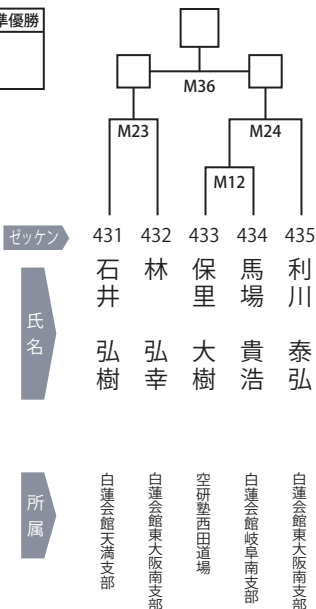 準優勝
M36
M23
M24
M12
ゼッケン
431
432
433
434
435
氏名
石井 弘樹
林 弘幸
保里 大樹
馬場 貴浩
利川 泰弘
所属
白蓮会館天満支部
白蓮会館東大阪南支部
空研塾西田道場
白蓮会館岐阜南支部
白蓮会館東大阪南支部